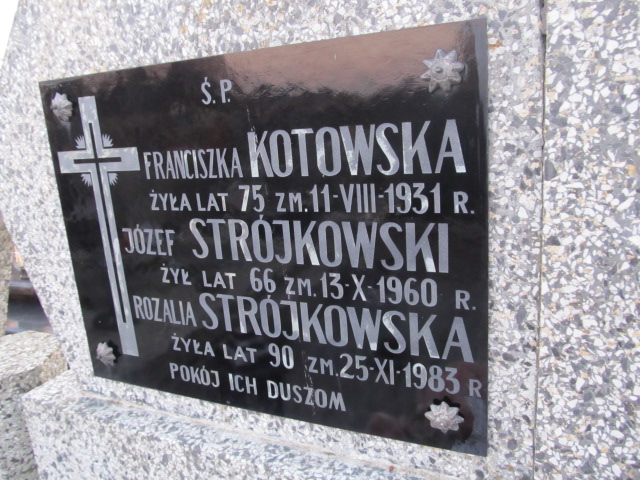 Ś.P.
FRANCISZKA KOTOWSKA
ŻYŁA LAT 75 ZM. 11-VIII-1931 R.
JÓZEF STRÓJKOWSKI
ŻYŁ LAT 66 ZM. 13-X-1960 R.
ROZALIA STRÓJKOWSKA
ŻYŁA LAT 90 ZM. 25-XI-1983 R
POKÓJ ICH DUSZOM